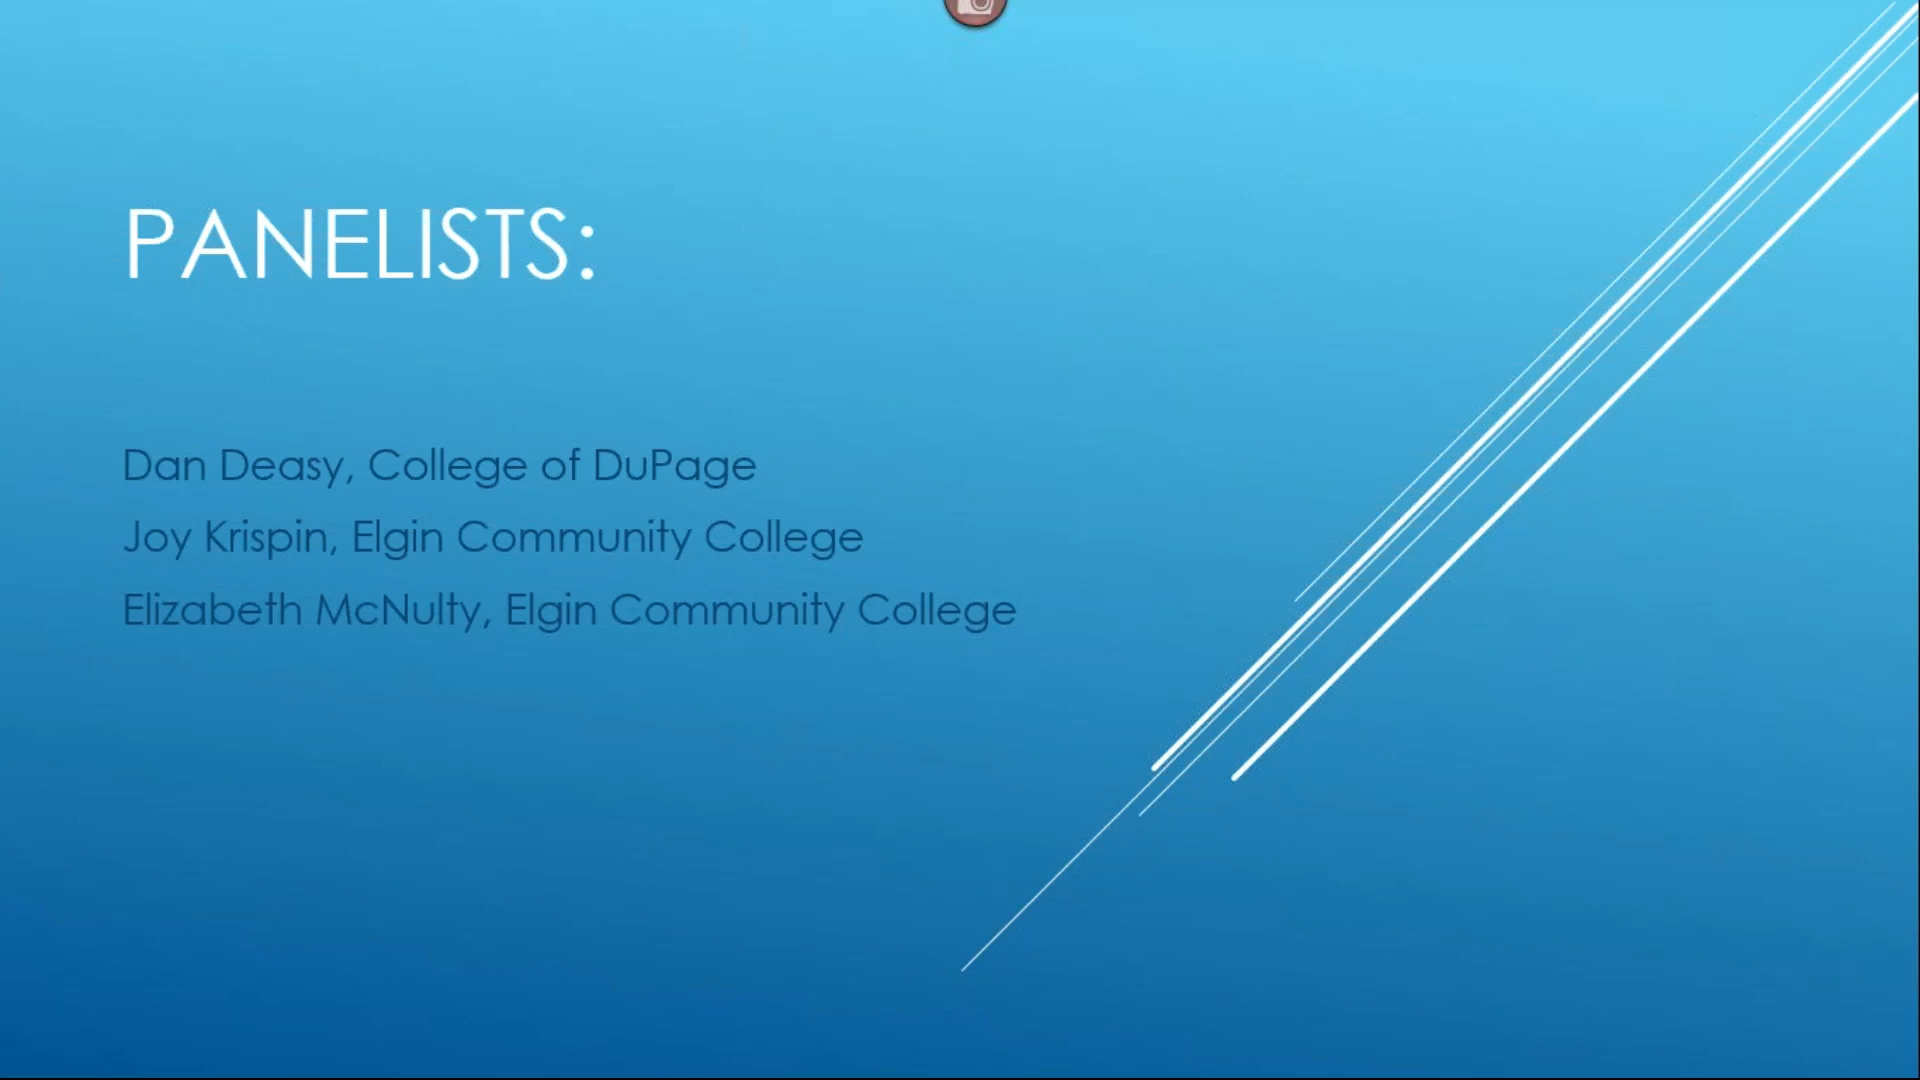 PANELISTS:
Dan Deasy, College of DuPage
Joy Krispin, Elgin Community College
Elizabeth McNulty, Elgin Community College